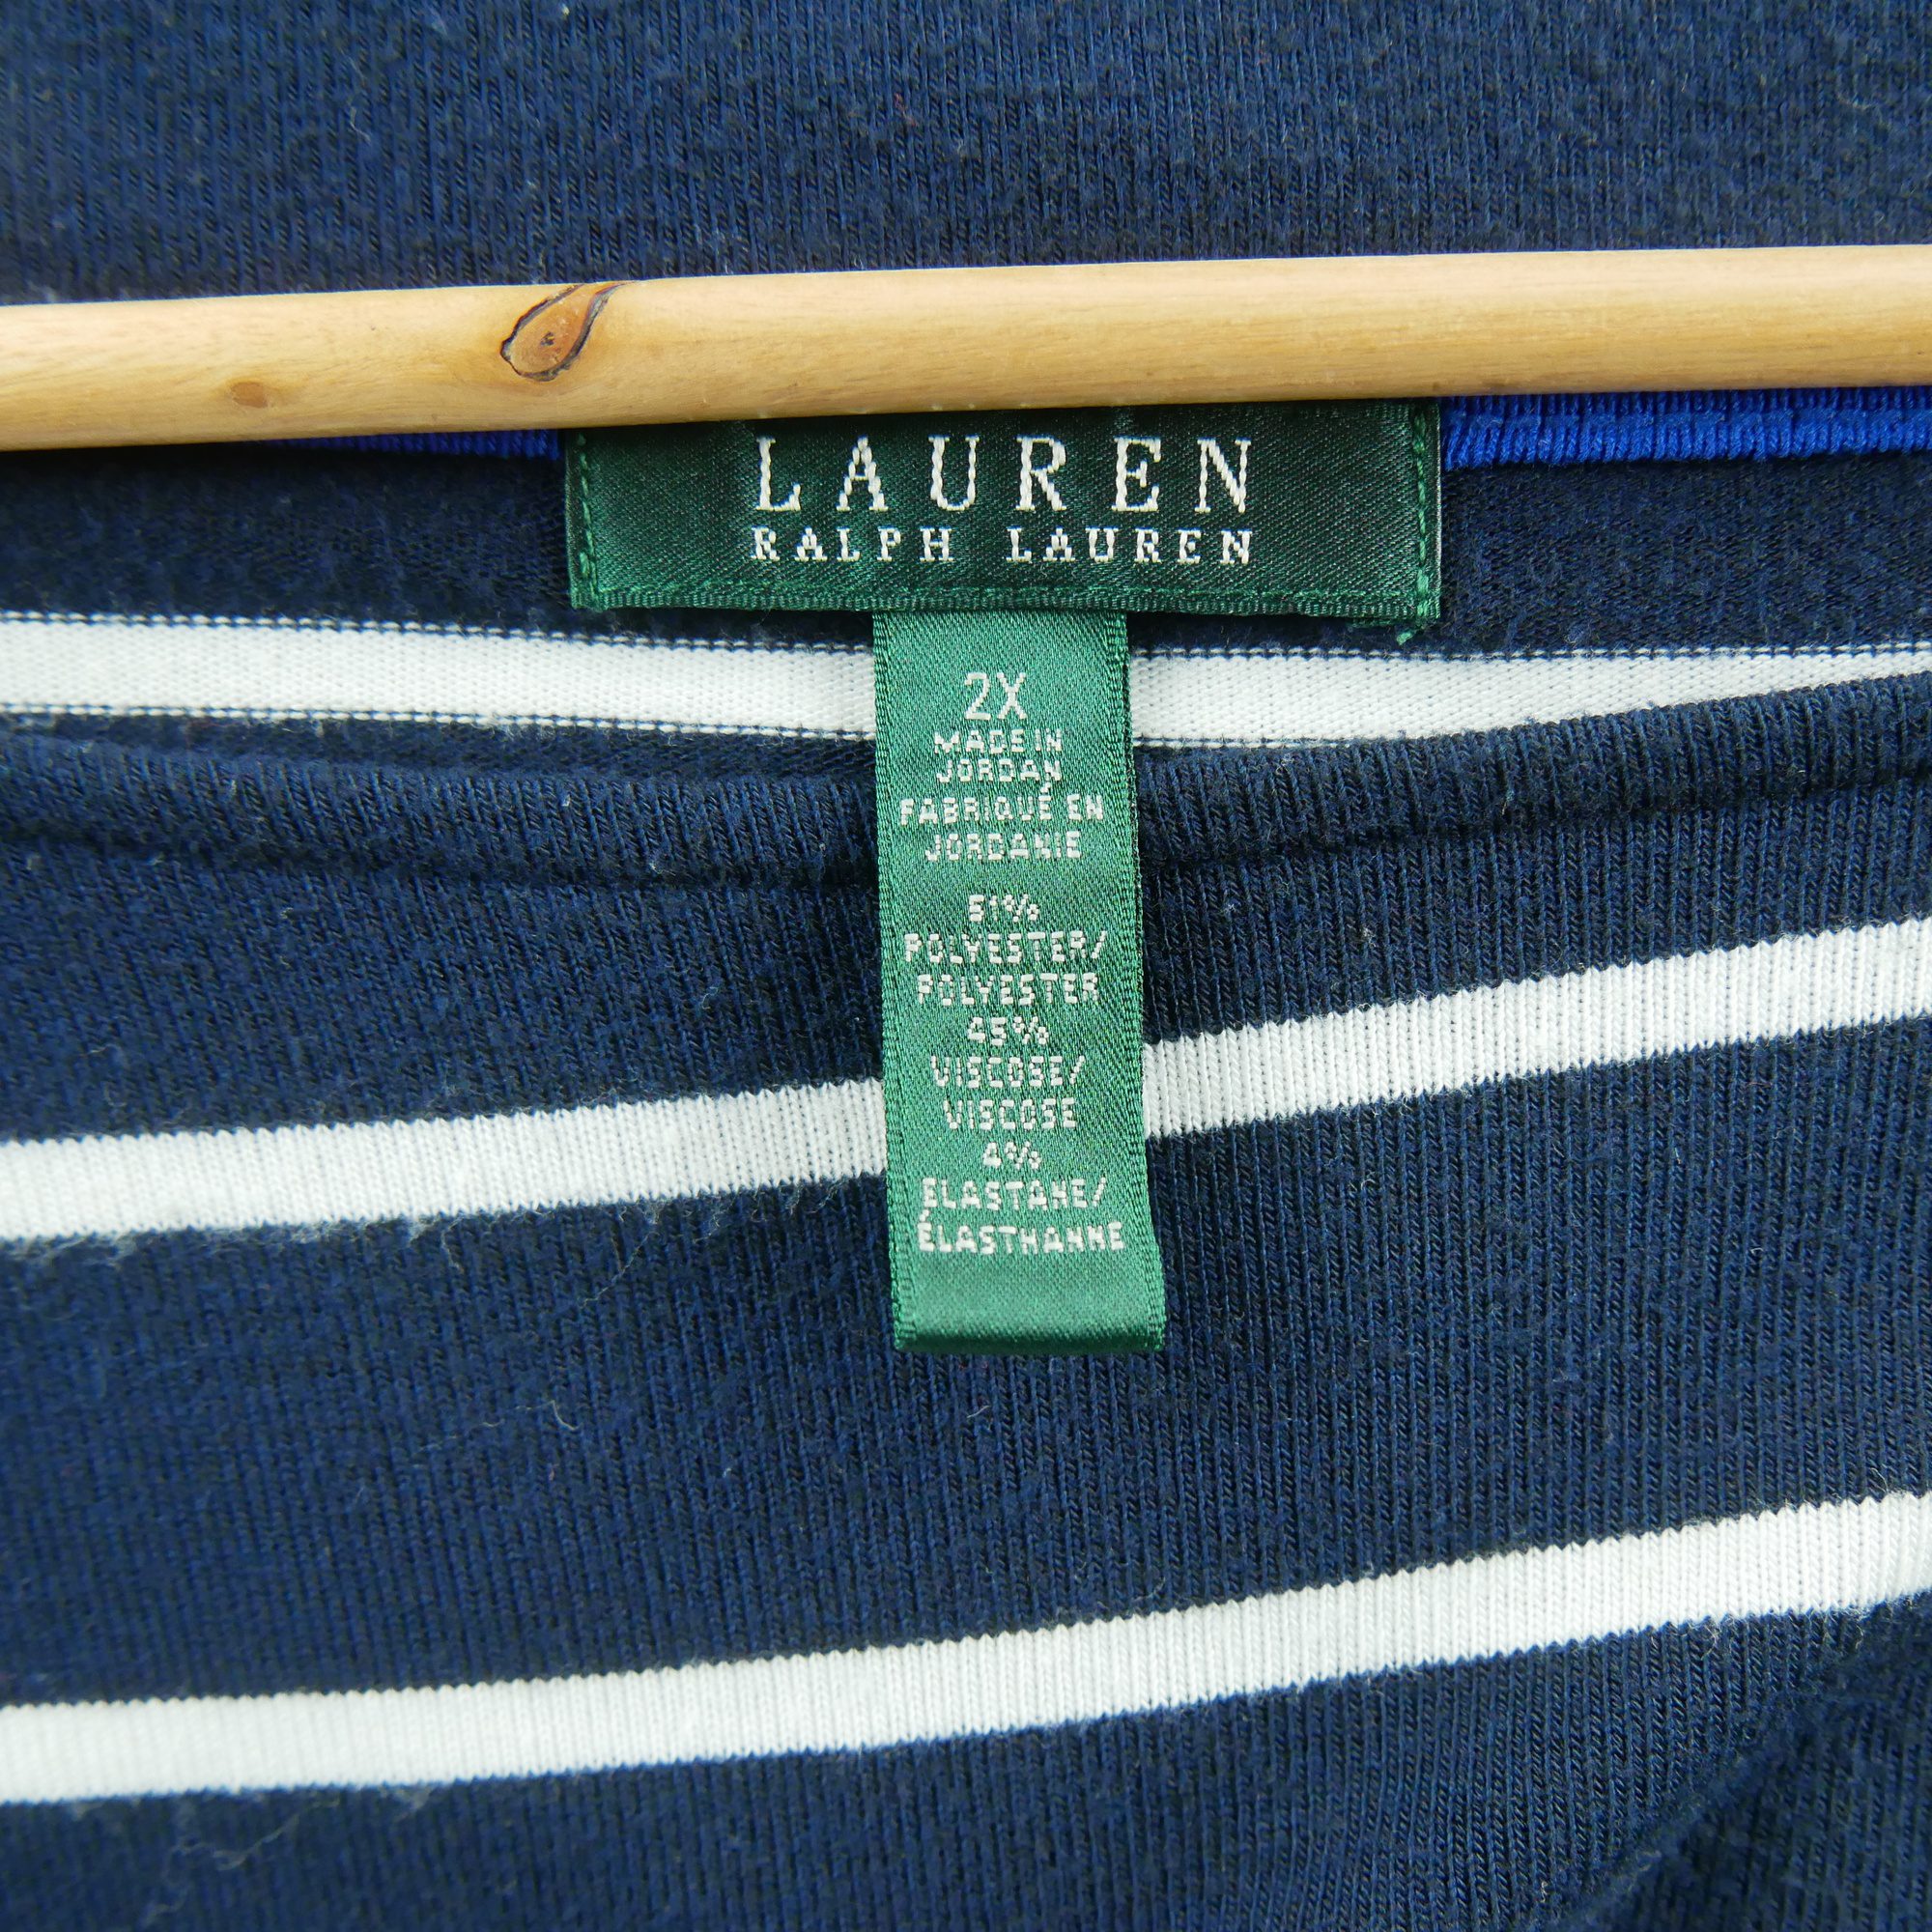 LAUREN
RALPH LAUREN
2X
MADE IN
JORDAN
FABRIQUÉ EN
JORDANIE
51%
POLYESTER/
POLYESTER
45%
VISCOSE/
VISCOSE
4%
ELASTANE/
ÉLASTHANNE